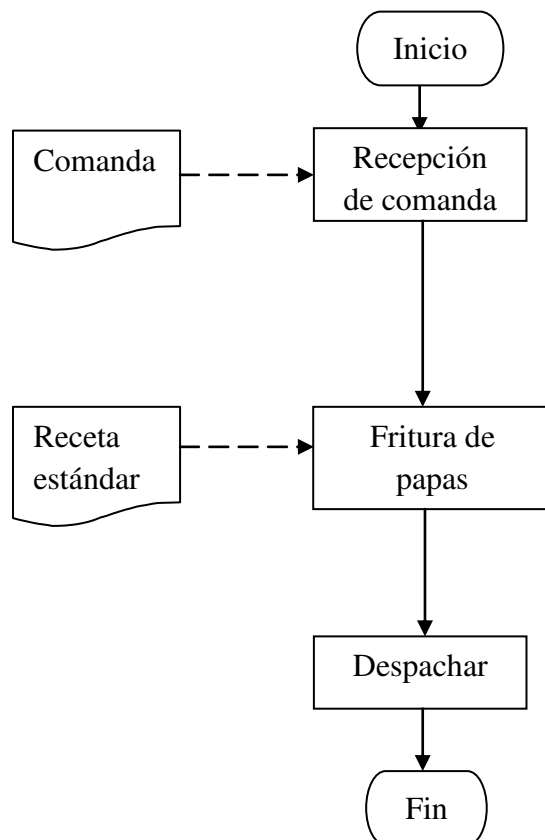 Inicio
Comanda
Recepción
de comanda
Receta
estándar
Fritura de
papas
Despachar
Fin